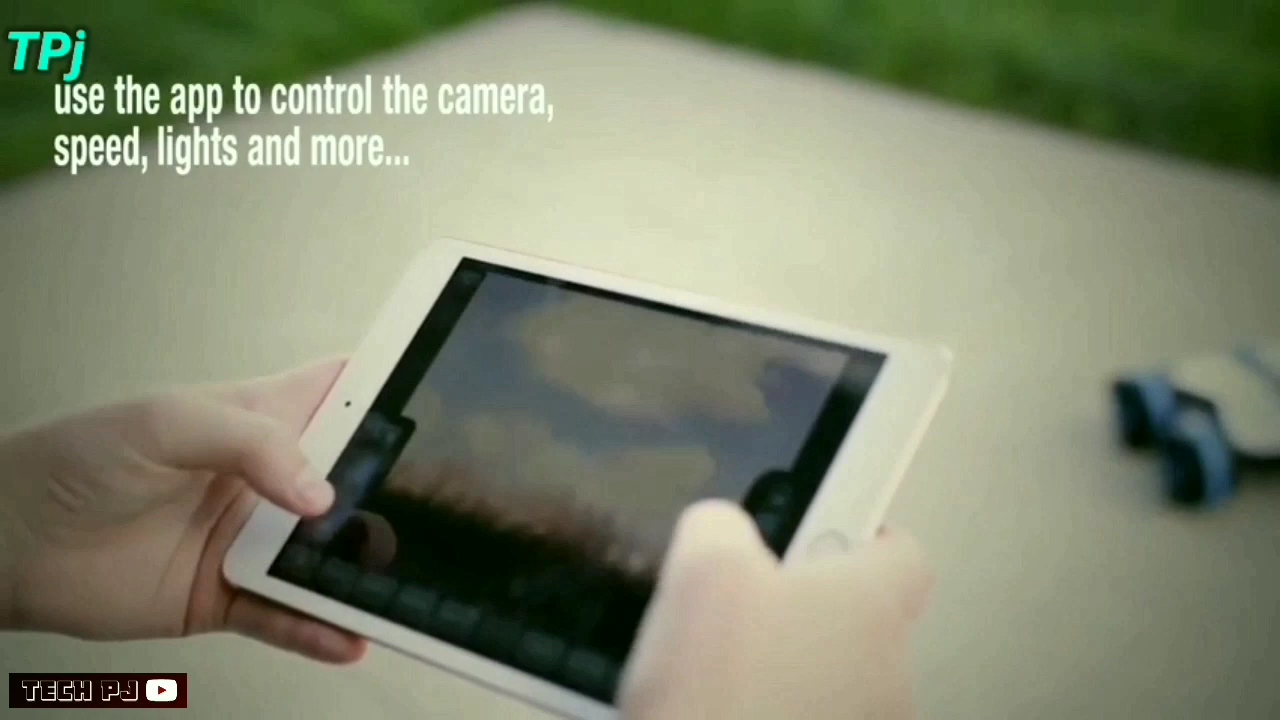 TPj
use the app to control the camera,
speed, lights and more...
TECH PJ